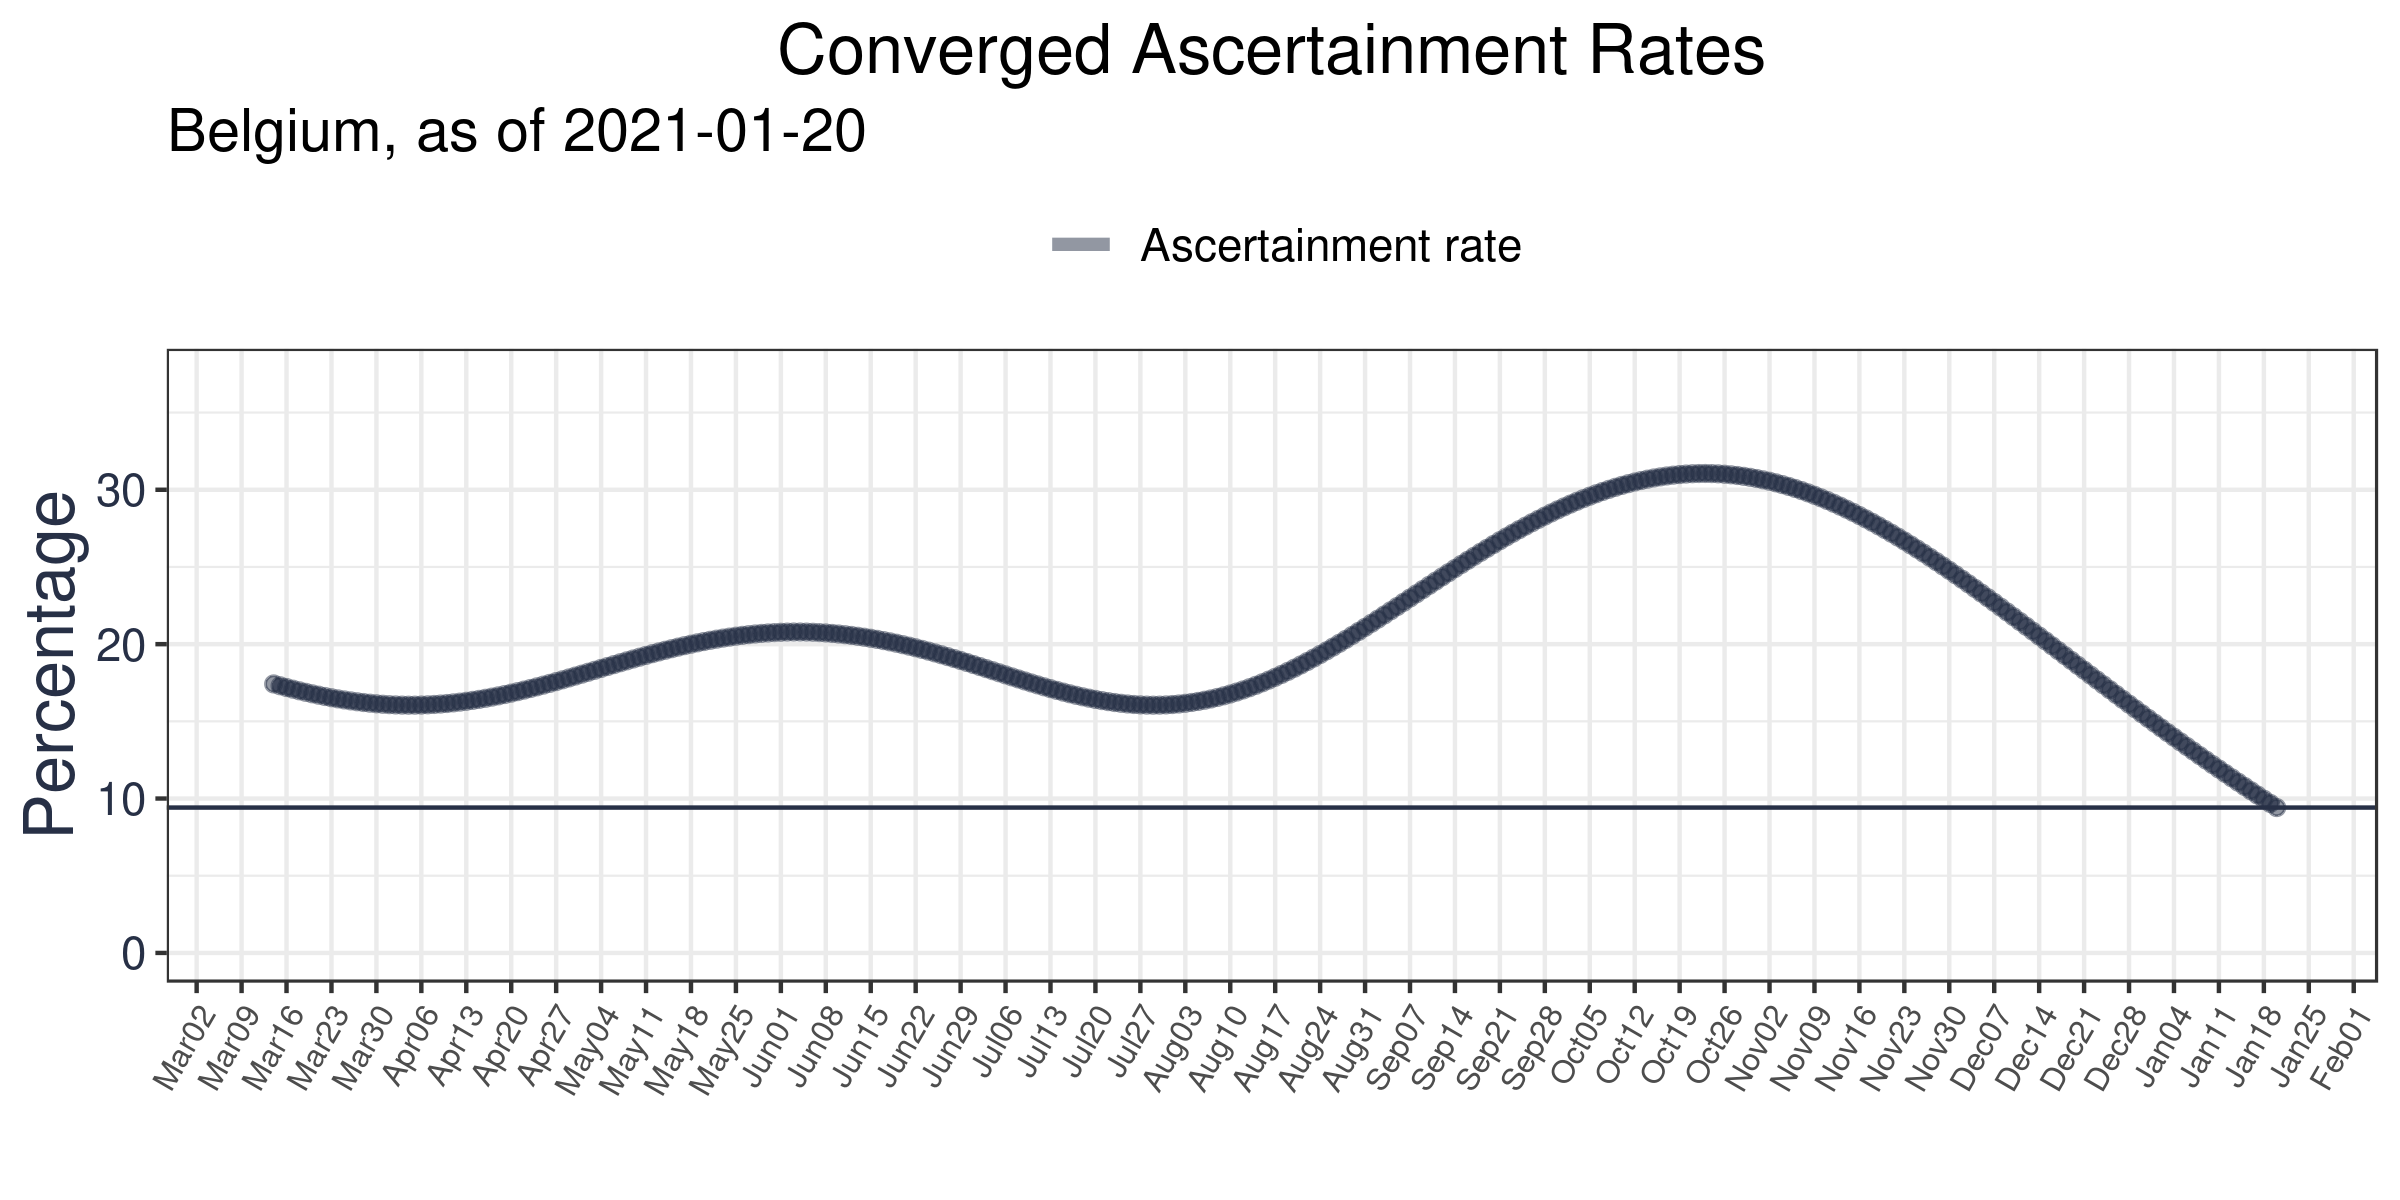 Converged Ascertainment Rates
Belgium, as of 2021-01-20
Ascertainment rate
Percentage
30
20
10
0
Mar02 Mar09 Mar16 Mar23 Mar30 Apr06 Apr13 Apr20 Apr27 May04 May11 May18 May25 Jun01 Jun08 Jun15 Jun22 Jun29 Jul06 Jul13 Jul20 Jul27 Aug03 Aug10 Aug17 Aug24 Aug31 Sep07 Sep14 Sep21 Sep28 Oct05 Oct12 Oct19 Oct26 Nov02 Nov09 Nov16 Nov23 Nov30 Dec07 Dec14 Dec21 Dec28 Jan04 Jan11 Jan18 Jan25 Feb01